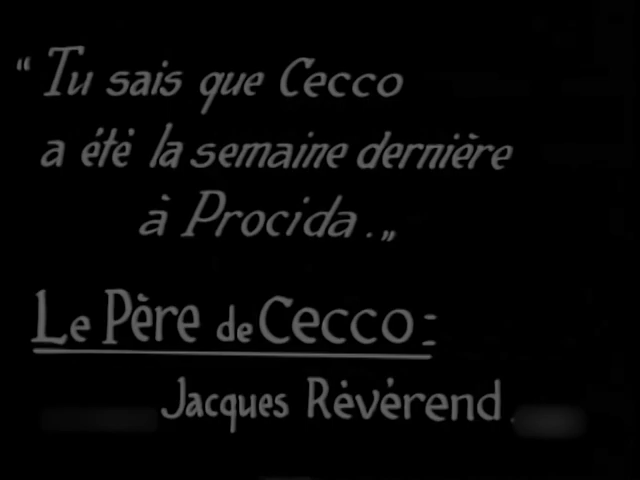 “ Tu sais que Cecco
a été la semaine dernière
à Procida . „
Le Père de Cecco :
Jacques Révérend .